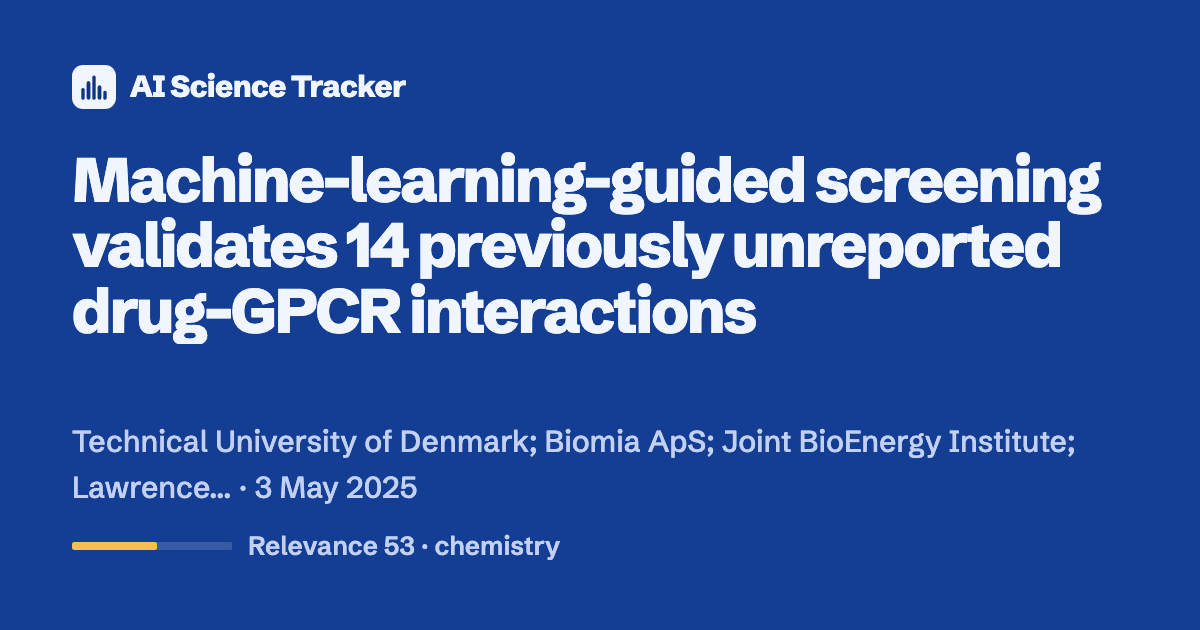 AI Science Tracker
Machine-learning-guided screening
validates 14 previously unreported
drug-GPCR interactions
Technical University of Denmark; Biomia ApS; Joint BioEnergy Institute;
Lawrence... · 3 May 2025
Relevance 53 · chemistry